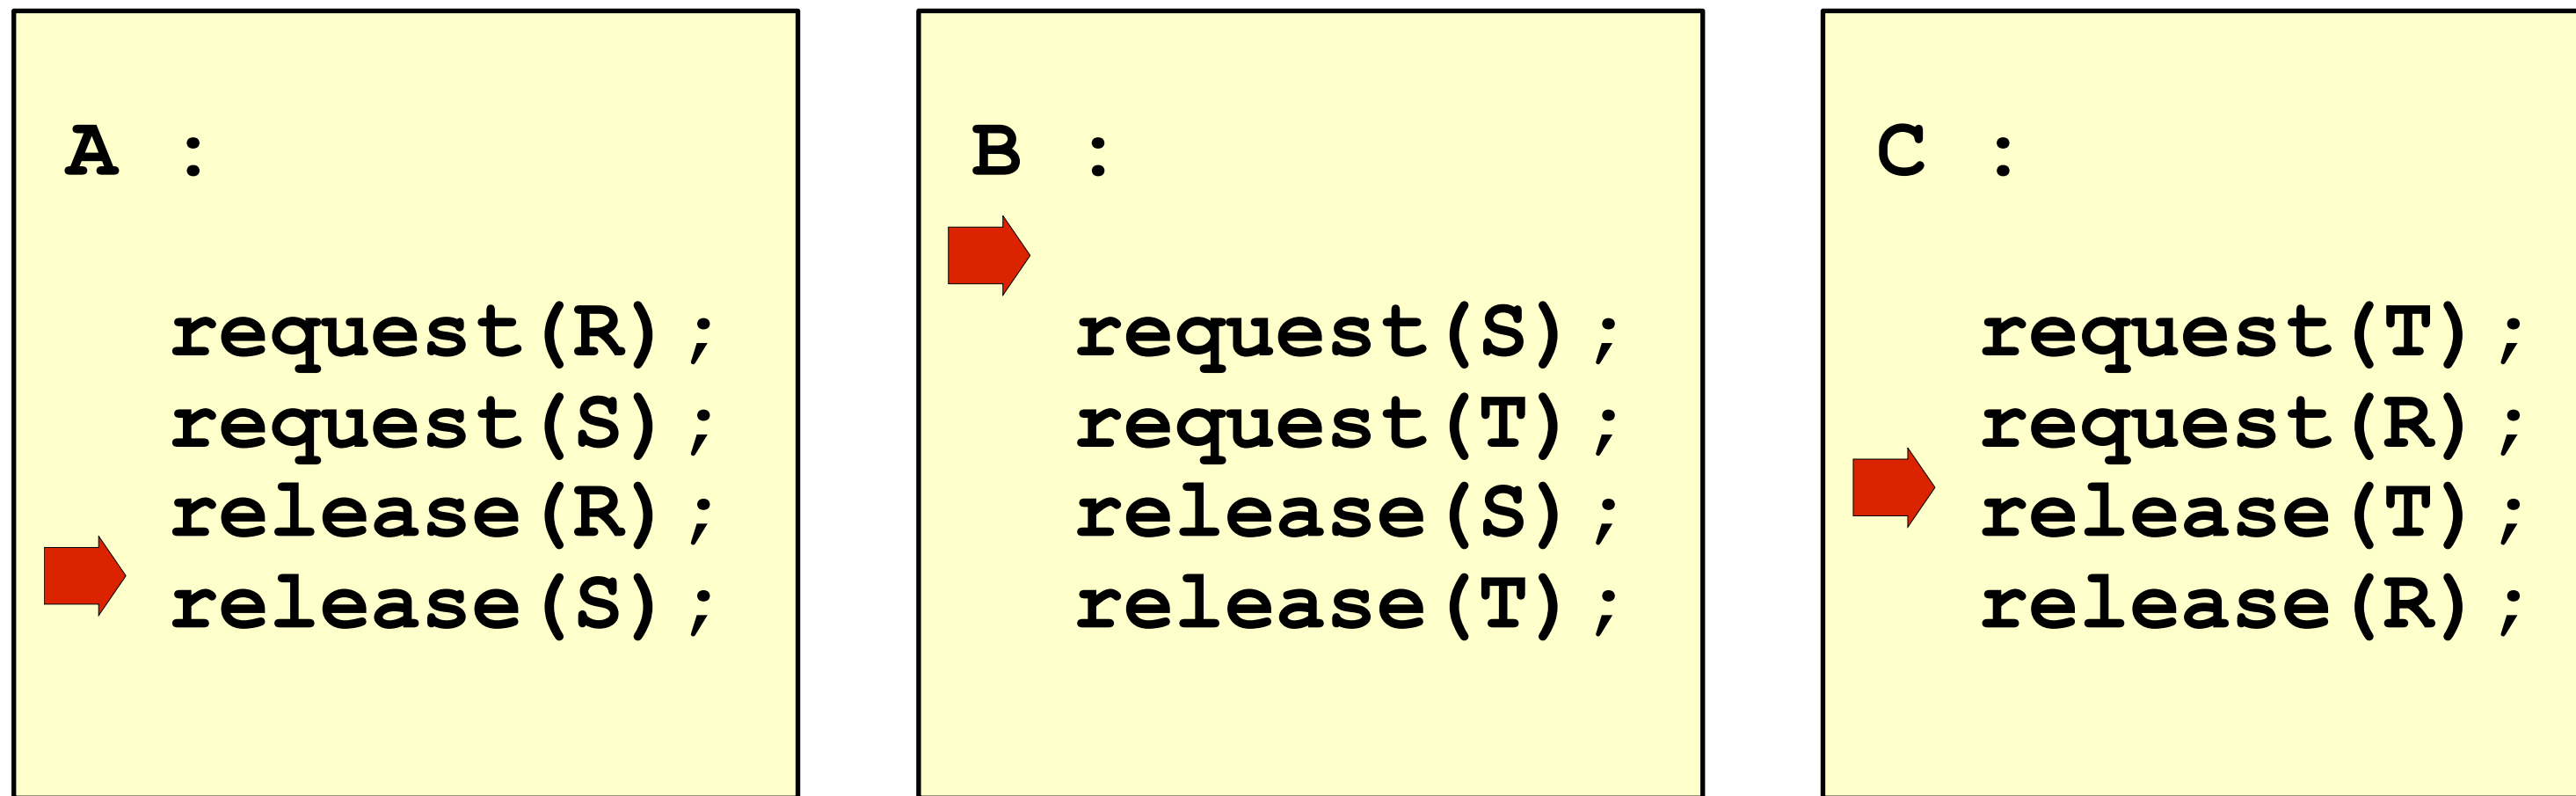 A :
request(R);
request(S);
release(R);
release(S);
B :
request(S);
request(T);
release(S);
release(T);
C :
request(T);
request(R);
release(T);
release(R);